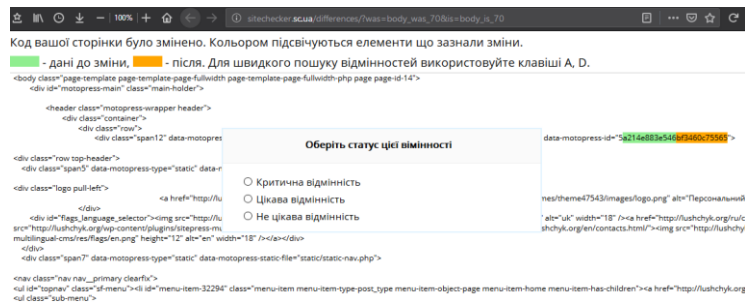 100%
sitechecker.sc.ua/differences/?was=body_was_70&is=body_is_70
Код вашої сторінки було змінено. Кольором підсвічуються елементи що зазнали зміни.
- дані до зміни, - після. Для швидкого пошуку відмінностей використовуйте клавіші A, D.
<body class="page-template page-template-page-fullwidth page-template-page-fullwidth-php page page-id-14">
<div id="motopress-main" class="main-holder">
<header class="motopress-wrapper header">
<div class="container">
<div class="row">
<div class="span12" data-motopres data-motopress-id="5a214e883e546bf3460c75565">
Оберіть статус цієї вімінності
<div class="row top-header">
<div class="span5" data-motopress-type="static" data-r
<div class="logo pull-left">
Критична відмінність
<a href="http://lu mes/theme47543/images/logo.png" alt="Персональний
</div>
Цікава відмінність
<div id="flags_language_selector"><img src="http://lu alt="uk" width="18" /><a href="http://lushchyk.org/ru/c
Не цікава відмінність
src="http://lushchyk.org/wp-content/plugins/sitepress-mu shchyk.org/en/contacts.html/"><img src="http://lushchyk
multilingual-cms/res/flags/en.png" height="12" alt="en" width="18" /></a></div>
</div>
<div class="span7" data-motopress-type="static" data-motopress-static-file="static/static-nav.php">
<nav class="nav nav__primary clearfix">
<ul id="topnav" class="sf-menu"><li id="menu-item-32294" class="menu-item menu-item-type-post_type menu-item-object-page menu-item-home menu-item-has-children"><a href="http://lushchyk.org
<ul class="sub-menu">